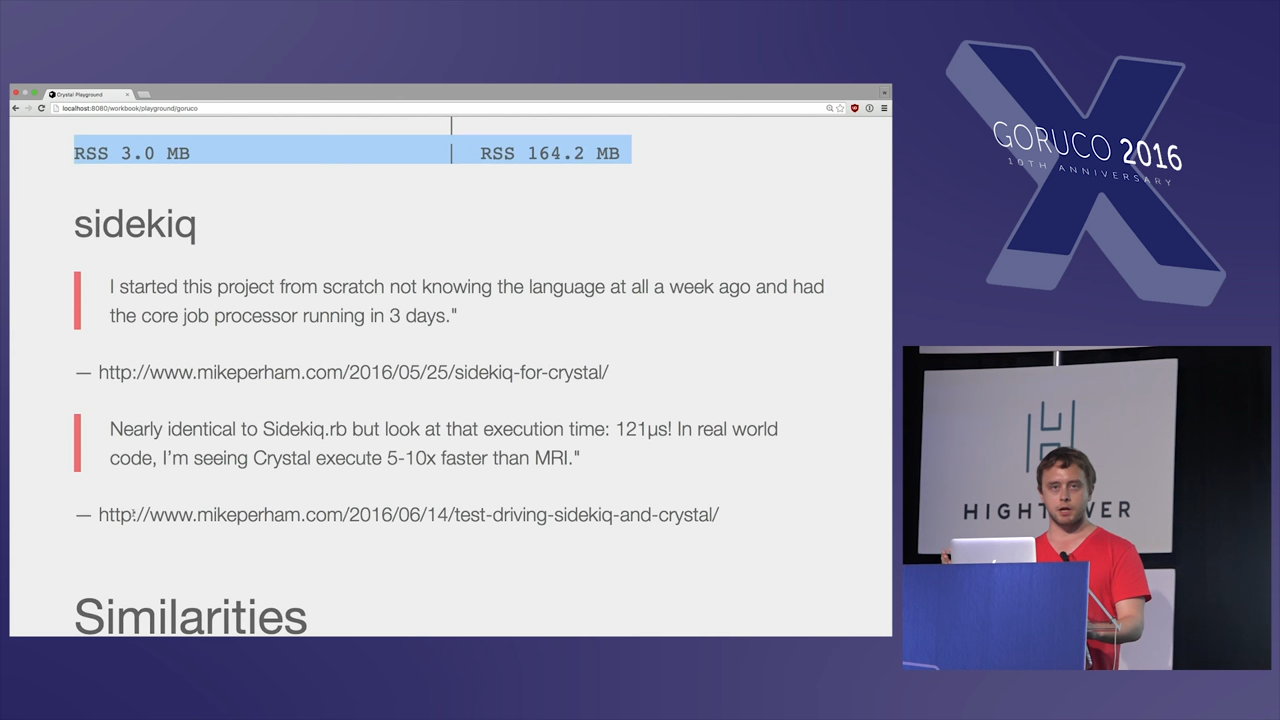 Crystal Playground
localhost:8080/workbook/playground/goruco
RSS 3.0 MB | RSS 164.2 MB
sidekiq
I started this project from scratch not knowing the language at all a week ago and had
the core job processor running in 3 days."
— http://www.mikeperham.com/2016/05/25/sidekiq-for-crystal/
Nearly identical to Sidekiq.rb but look at that execution time: 121µs! In real world
code, I'm seeing Crystal execute 5-10x faster than MRI."
— http://www.mikeperham.com/2016/06/14/test-driving-sidekiq-and-crystal/
Similarities
GORUCO 2016
10TH ANNIVERSARY
HIGHT WER